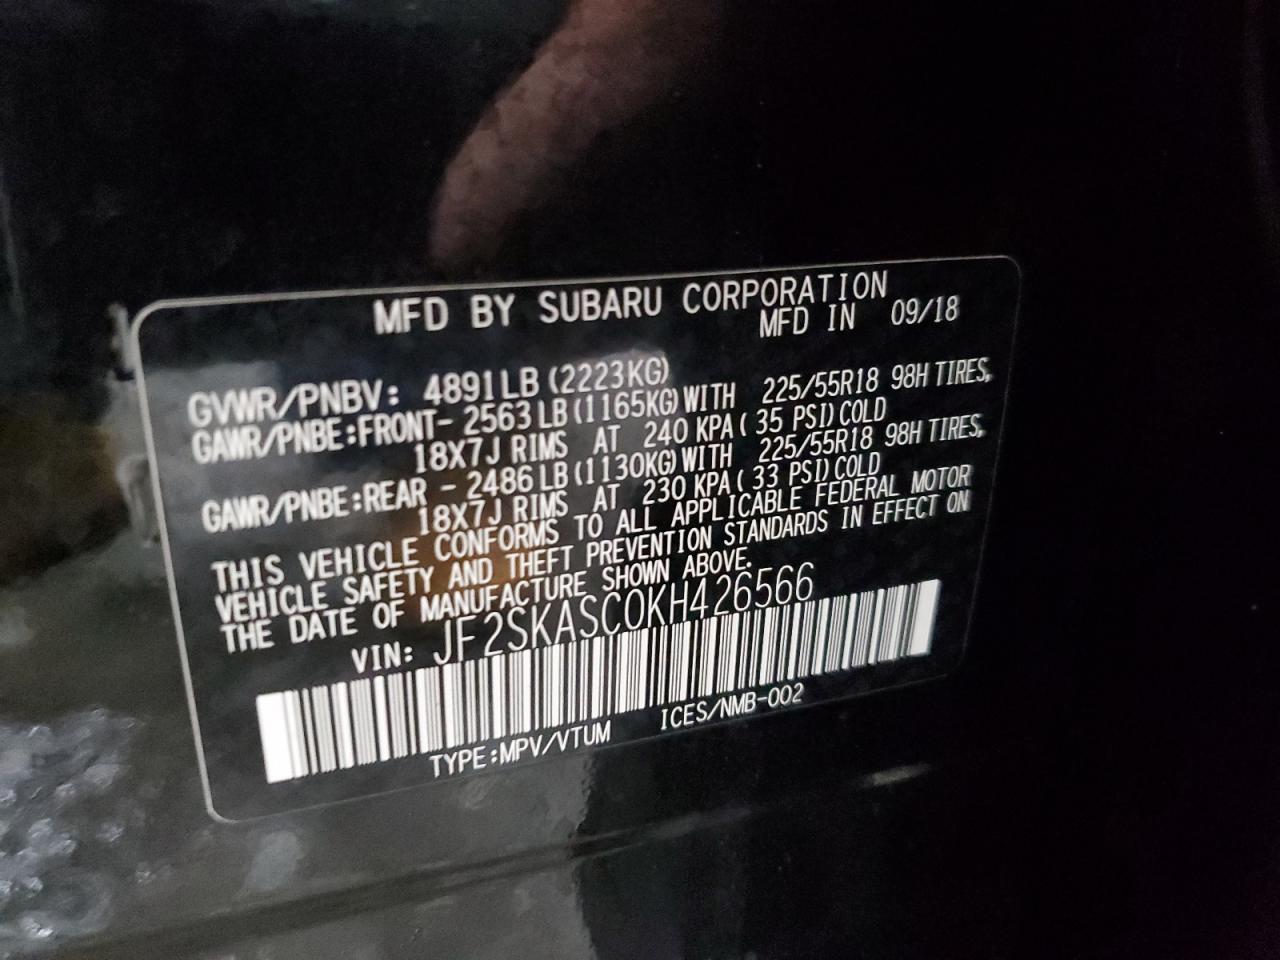 MFD BY SUBARU CORPORATION
MFD IN 09/18
GVWR/PNBV: 4891LB (2223KG)
GAWR/PNBE:FRONT- 2563LB (1165KG) WITH 225/55R18 98H TIRES,
18X7J RIMS AT 240 KPA ( 35 PSI) COLD
GAWR/PNBE:REAR - 2486LB (1130KG) WITH 225/55R18 98H TIRES,
18X7J RIMS AT 230 KPA ( 33 PSI) COLD
THIS VEHICLE CONFORMS TO ALL APPLICABLE FEDERAL MOTOR
VEHICLE SAFETY AND THEFT PREVENTION STANDARDS IN EFFECT ON
THE DATE OF MANUFACTURE SHOWN ABOVE.
VIN: JF2SKASC0KH426566
TYPE:MPV/VTUM ICES/NMB-002